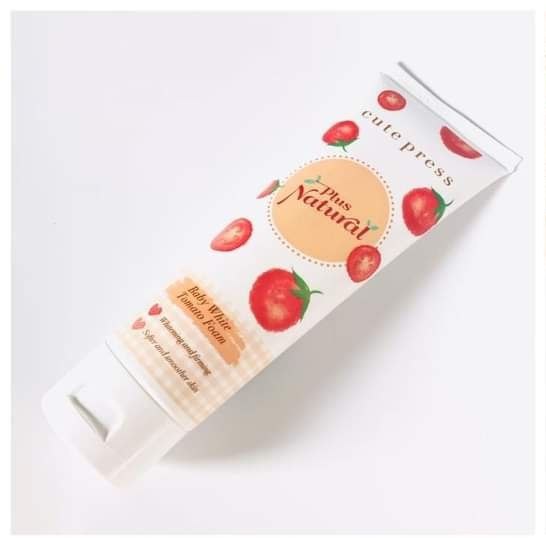 cute press
Plus
Natural
Baby White
Tomato Foam
Whitening and firming
Softer and smoother skin